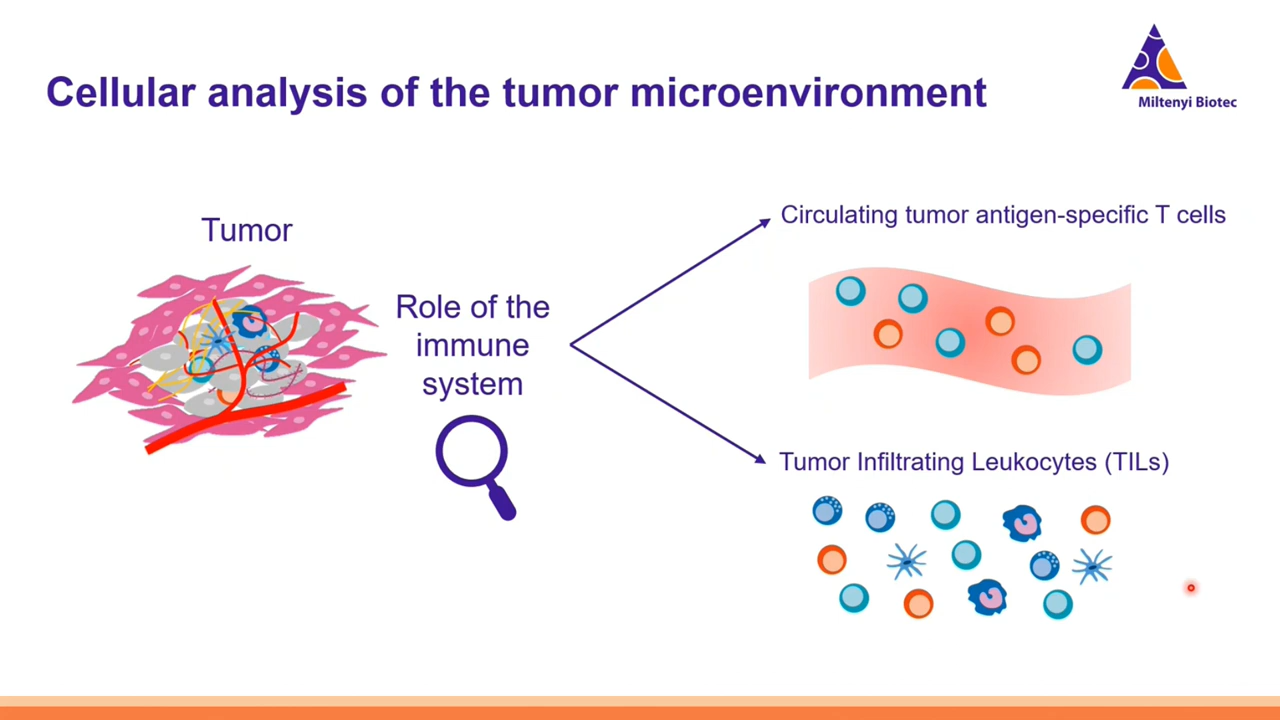 Cellular analysis of the tumor microenvironment
Miltenyi Biotec
Tumor
Role of the
immune
system
Circulating tumor antigen-specific T cells
Tumor Infiltrating Leukocytes (TILs)